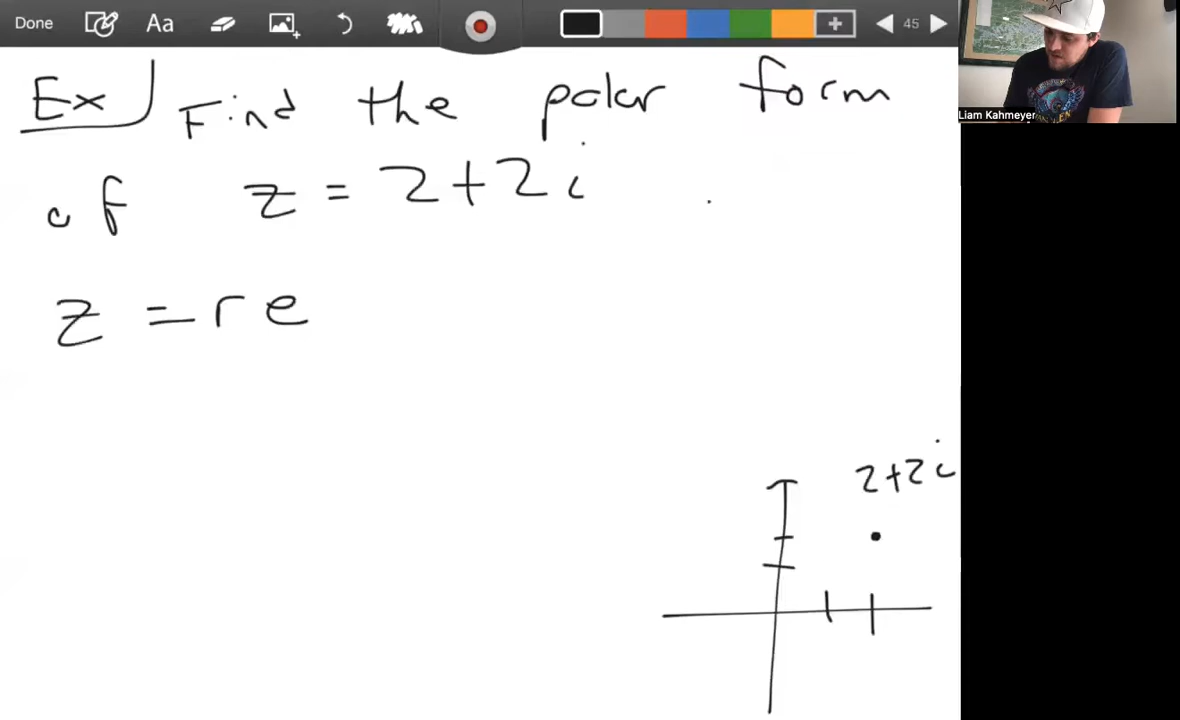 Done Aa 45
Liam Kahmeyer
Ex) Find the polar form
of z = 2+2i
z = re
2+2i